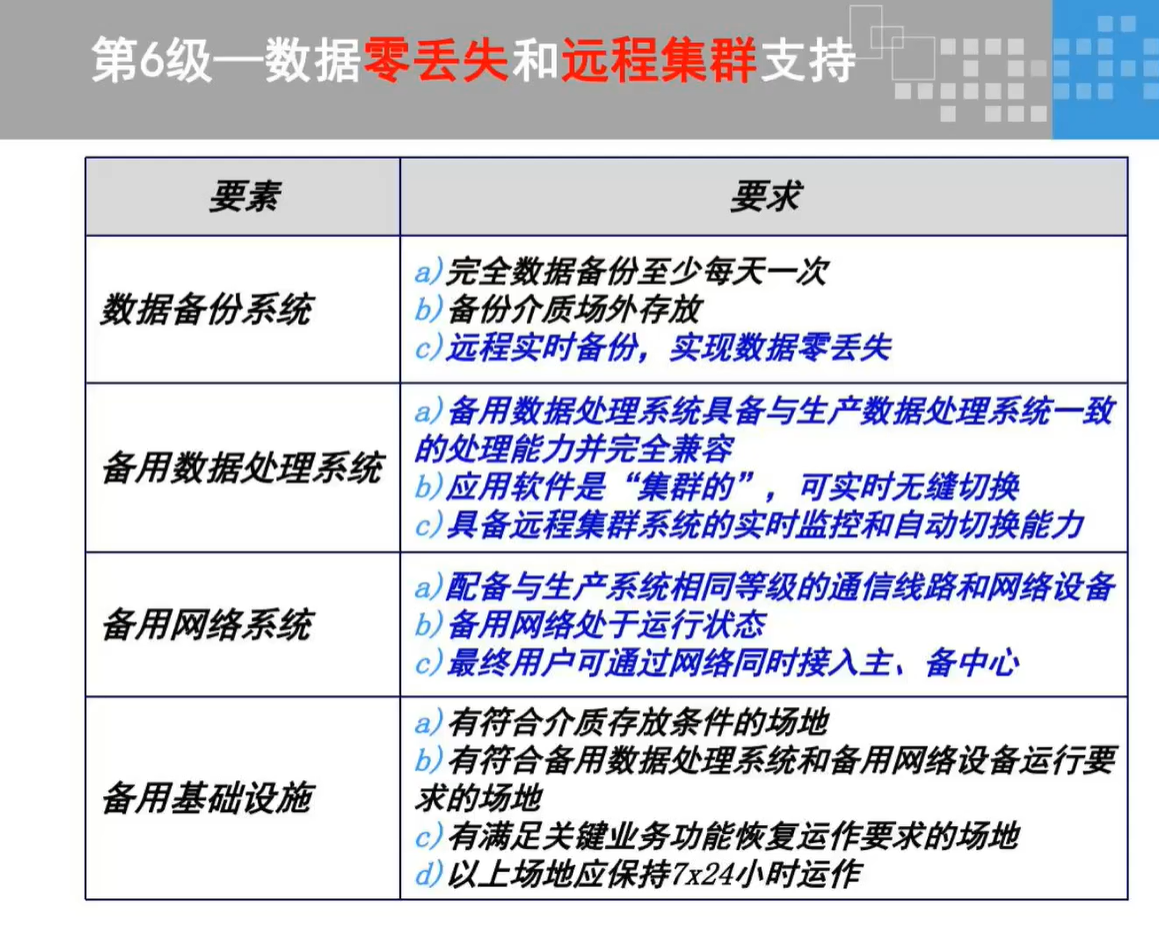 第6级—数据零丢失和远程集群支持
要素
要求
数据备份系统
a)完全数据备份至少每天一次
b)备份介质场外存放
c)远程实时备份，实现数据零丢失
备用数据处理系统
a)备用数据处理系统具备与生产数据处理系统一致
的处理能力并完全兼容
b)应用软件是“集群的”，可实时无缝切换
c)具备远程集群系统的实时监控和自动切换能力
备用网络系统
a)配备与生产系统相同等级的通信线路和网络设备
b)备用网络处于运行状态
c)最终用户可通过网络同时接入主、备中心
备用基础设施
a)有符合介质存放条件的场地
b)有符合备用数据处理系统和备用网络设备运行要
求的场地
c)有满足关键业务功能恢复运作要求的场地
d)以上场地应保持7x24小时运作